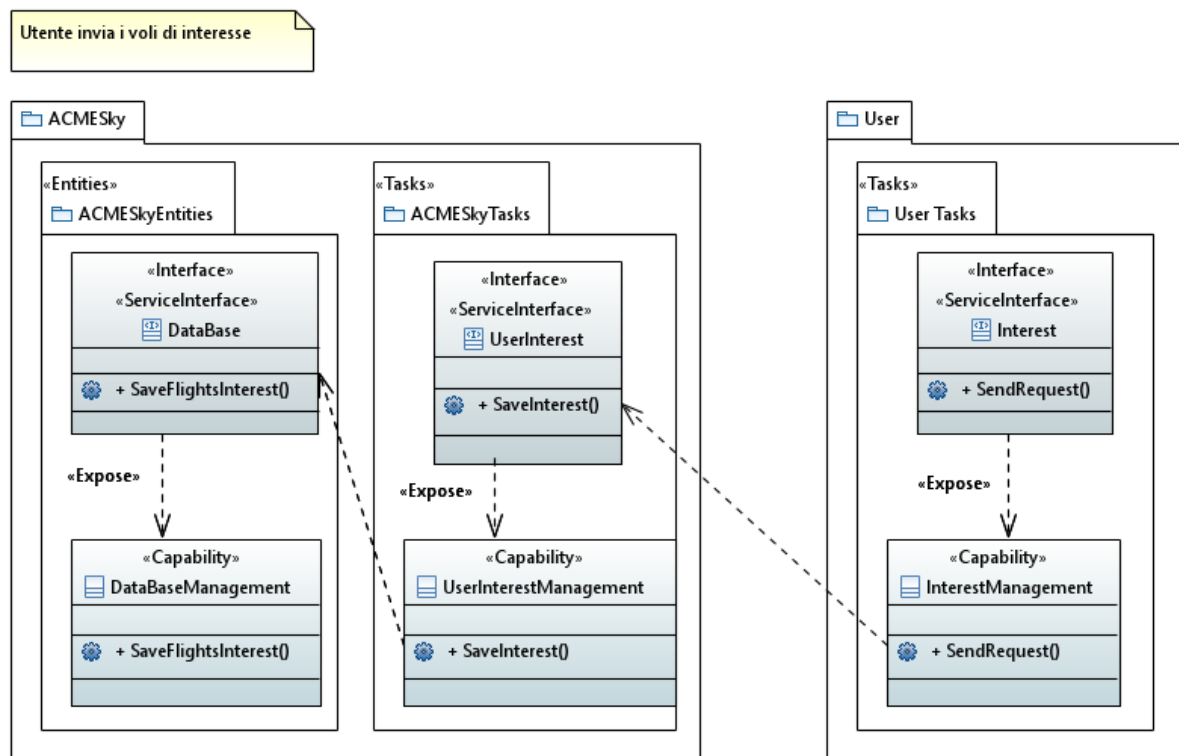 Utente invia i voli di interesse
ACMESky
«Entities»
ACMESkyEntities
«Interface»
«ServiceInterface»
DataBase
+ SaveFlightsInterest()
«Expose»
«Capability»
DataBaseManagement
+ SaveFlightsInterest()
«Tasks»
ACMESkyTasks
«Interface»
«ServiceInterface»
UserInterest
+ SaveInterest()
«Expose»
«Capability»
UserInterestManagement
+ SaveInterest()
User
«Tasks»
User Tasks
«Interface»
«ServiceInterface»
Interest
+ SendRequest()
«Expose»
«Capability»
InterestManagement
+ SendRequest()